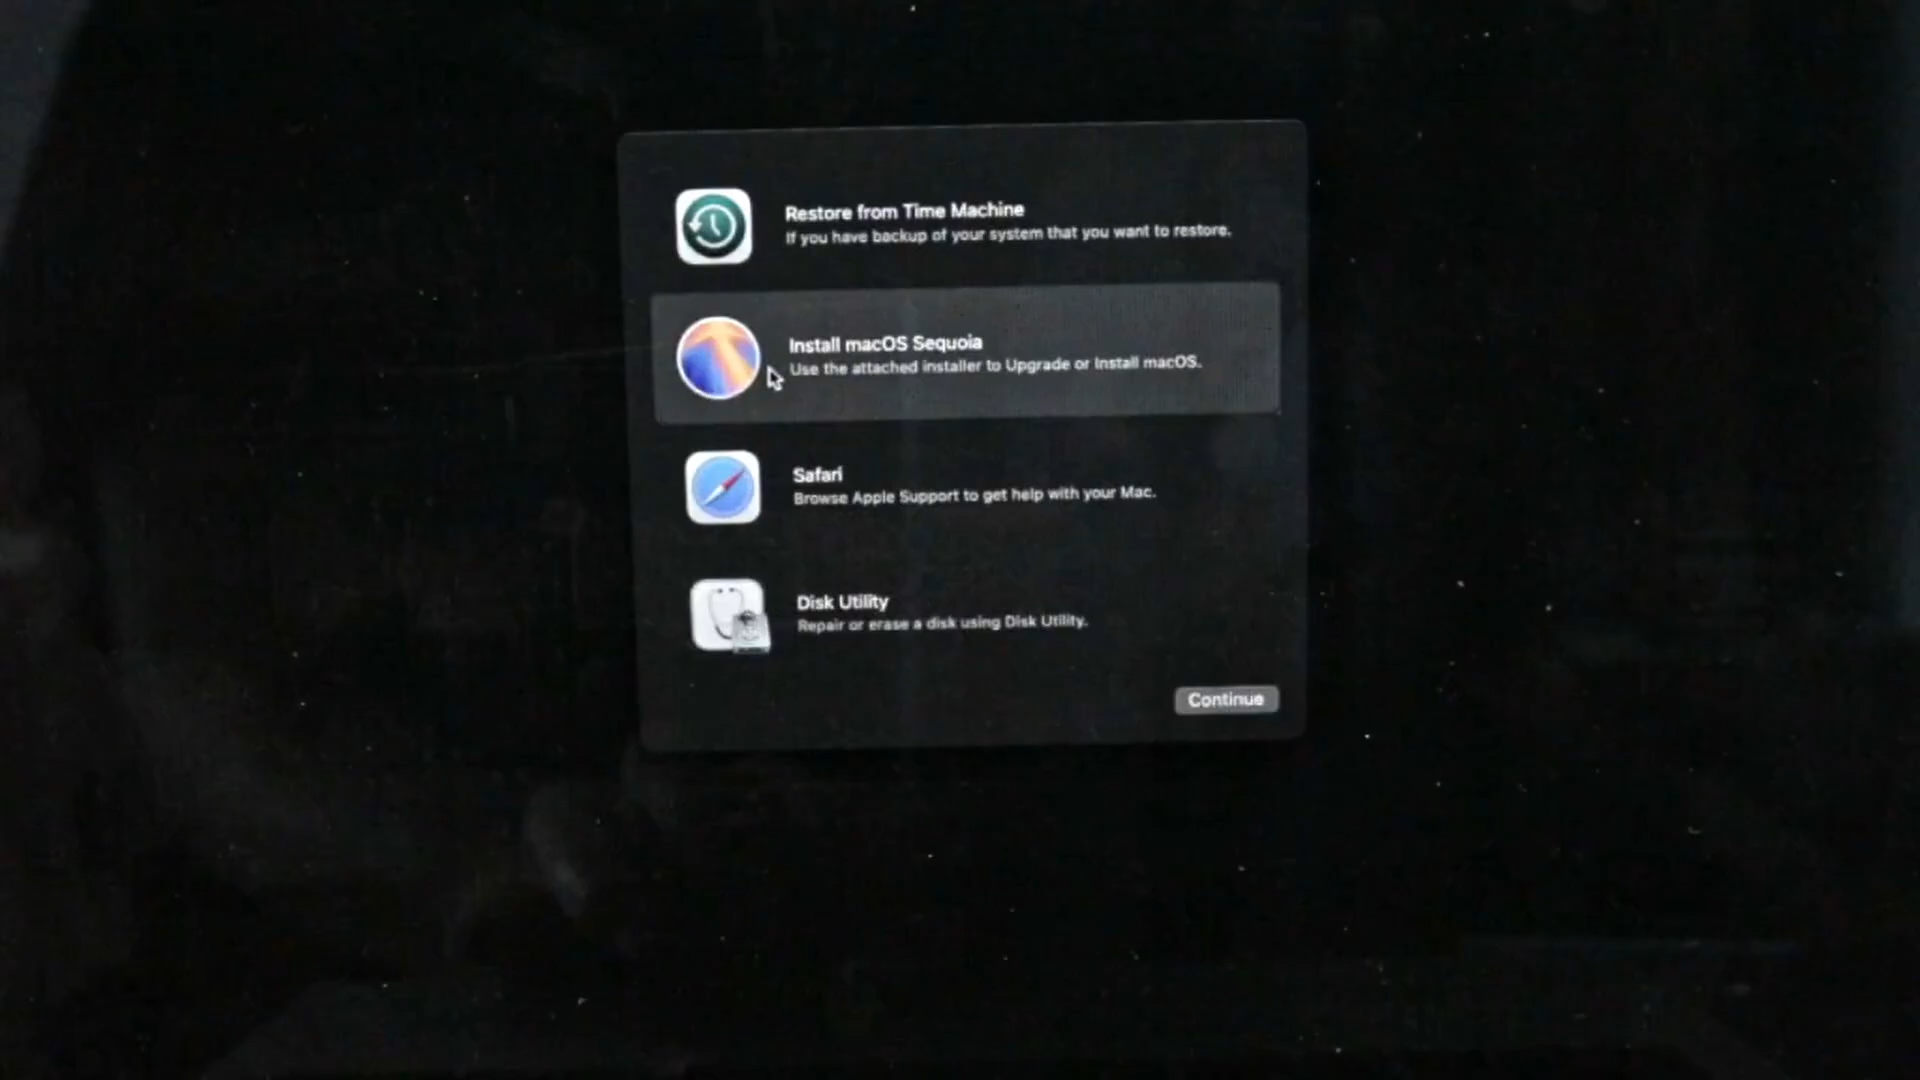 Restore from Time Machine
If you have backup of your system that you want to restore.
Install macOS Sequoia
Use the attached installer to Upgrade or Install macOS.
Safari
Browse Apple Support to get help with your Mac.
Disk Utility
Repair or erase a disk using Disk Utility.
Continue